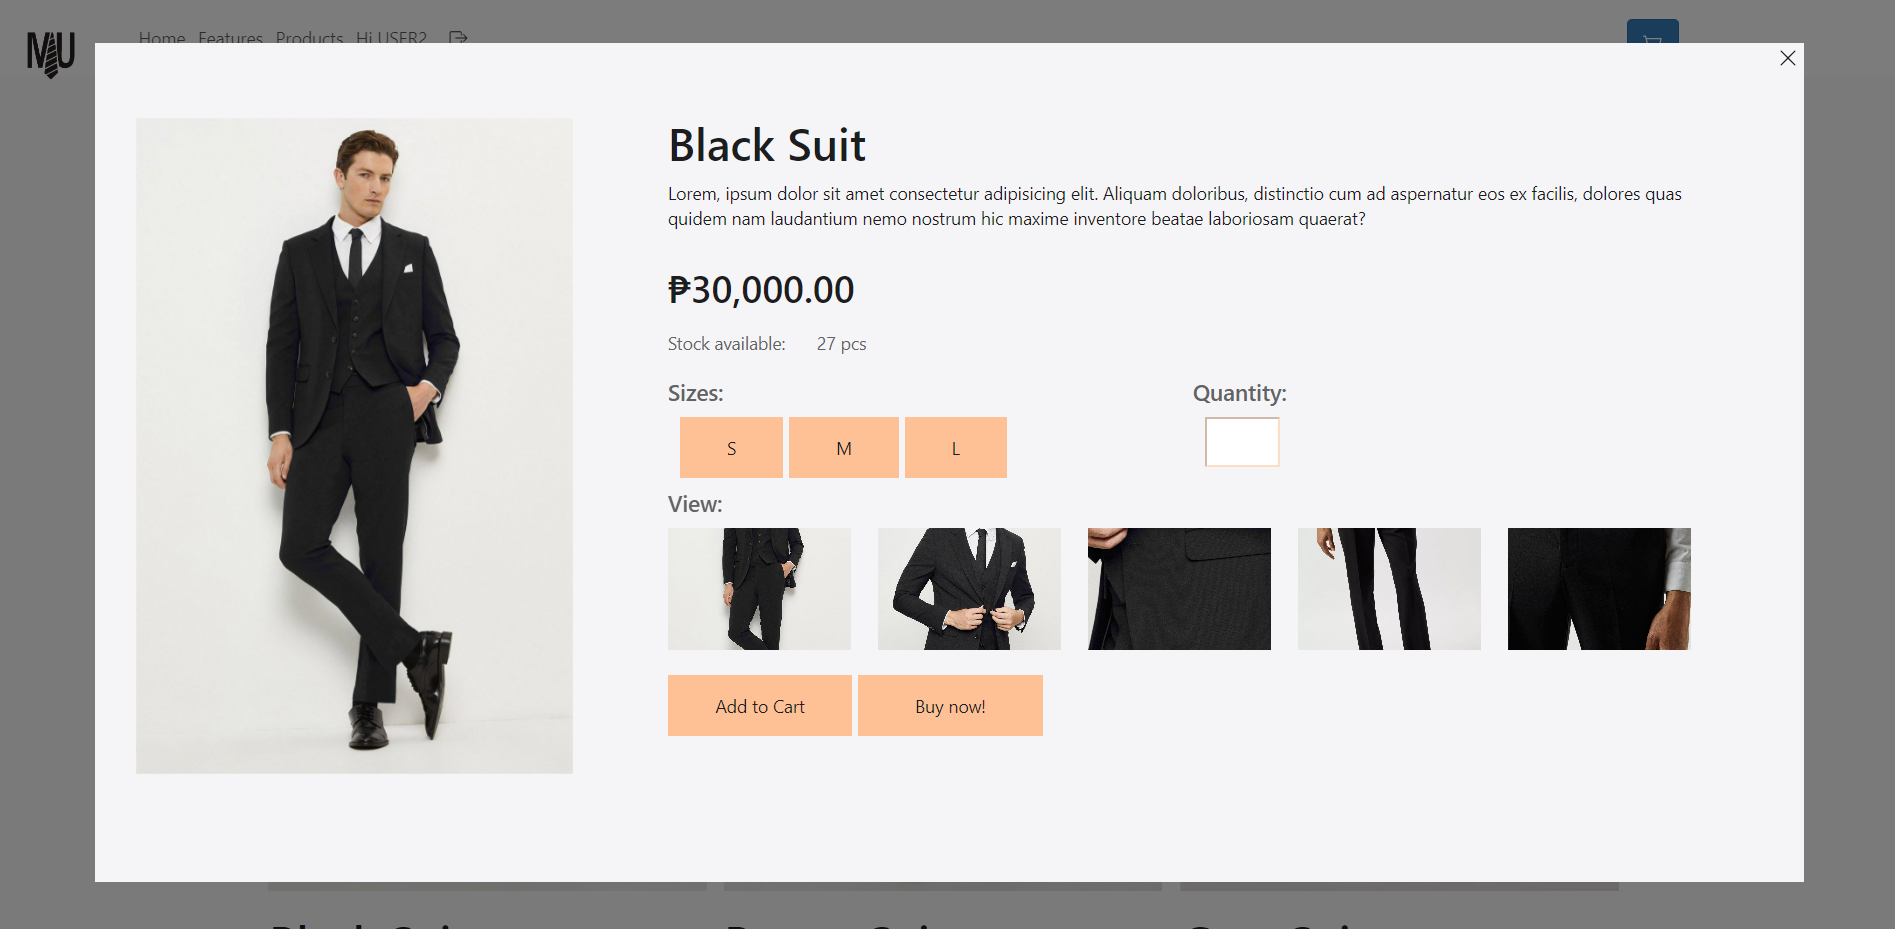 MU
Home Features Products Hi USER2
Black Suit
Lorem, ipsum dolor sit amet consectetur adipisicing elit. Aliquam doloribus, distinctio cum ad aspernatur eos ex facilis, dolores quas
quidem nam laudantium nemo nostrum hic maxime inventore beatae laboriosam quaerat?
₱30,000.00
Stock available: 27 pcs
Sizes: Quantity:
S M L
View:
Add to Cart Buy now!